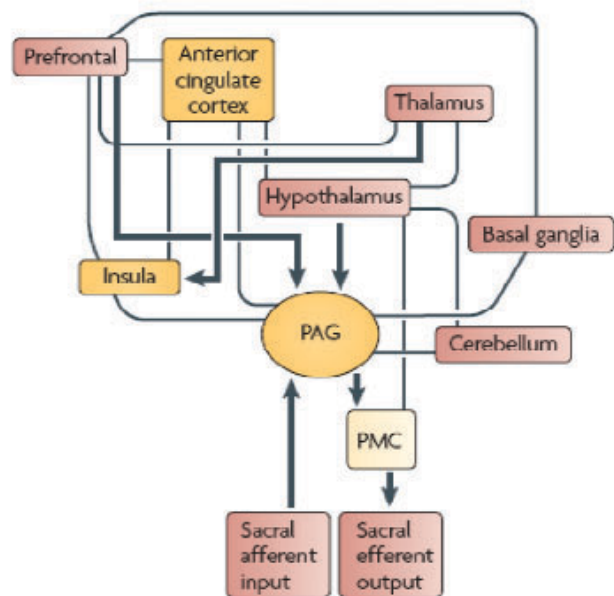 Prefrontal
Anterior
cingulate
cortex
Thalamus
Hypothalamus
Basal ganglia
Insula
PAG
Cerebellum
PMC
Sacral
afferent
input
Sacral
efferent
output